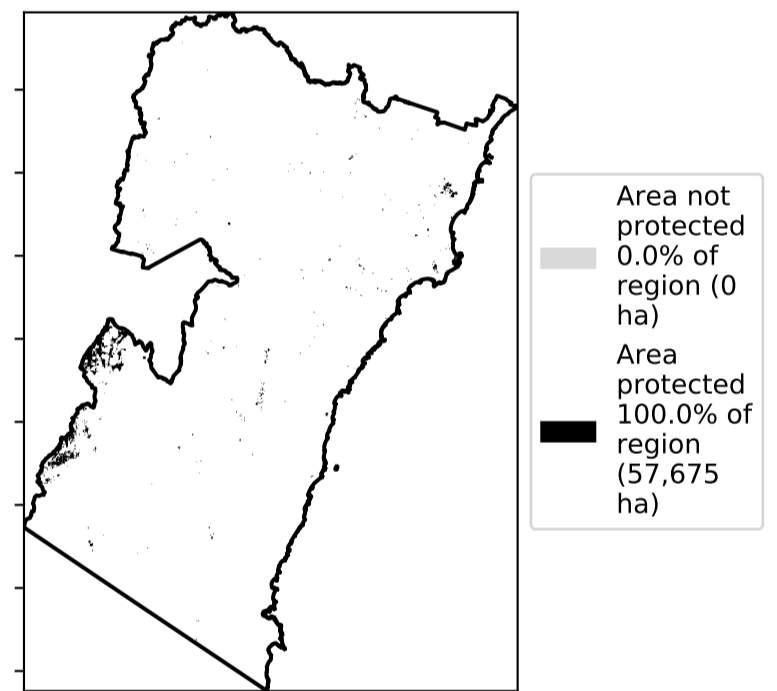 Area not
protected
0.0% of
region (0
ha)
Area
protected
100.0% of
region
(57,675
ha)